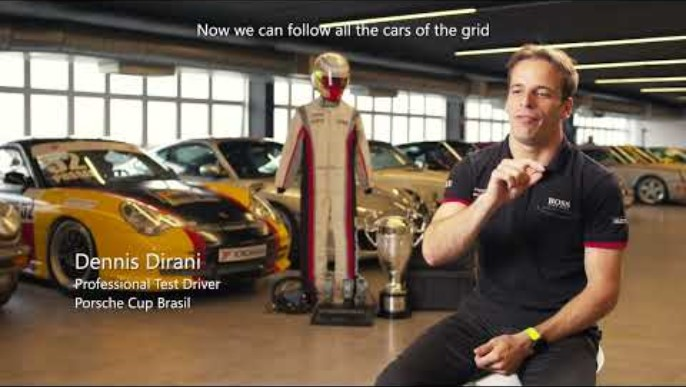 Now we can follow all the cars of the grid
BOSS
Dennis Dirani
Professional Test Driver
Porsche Cup Brasil